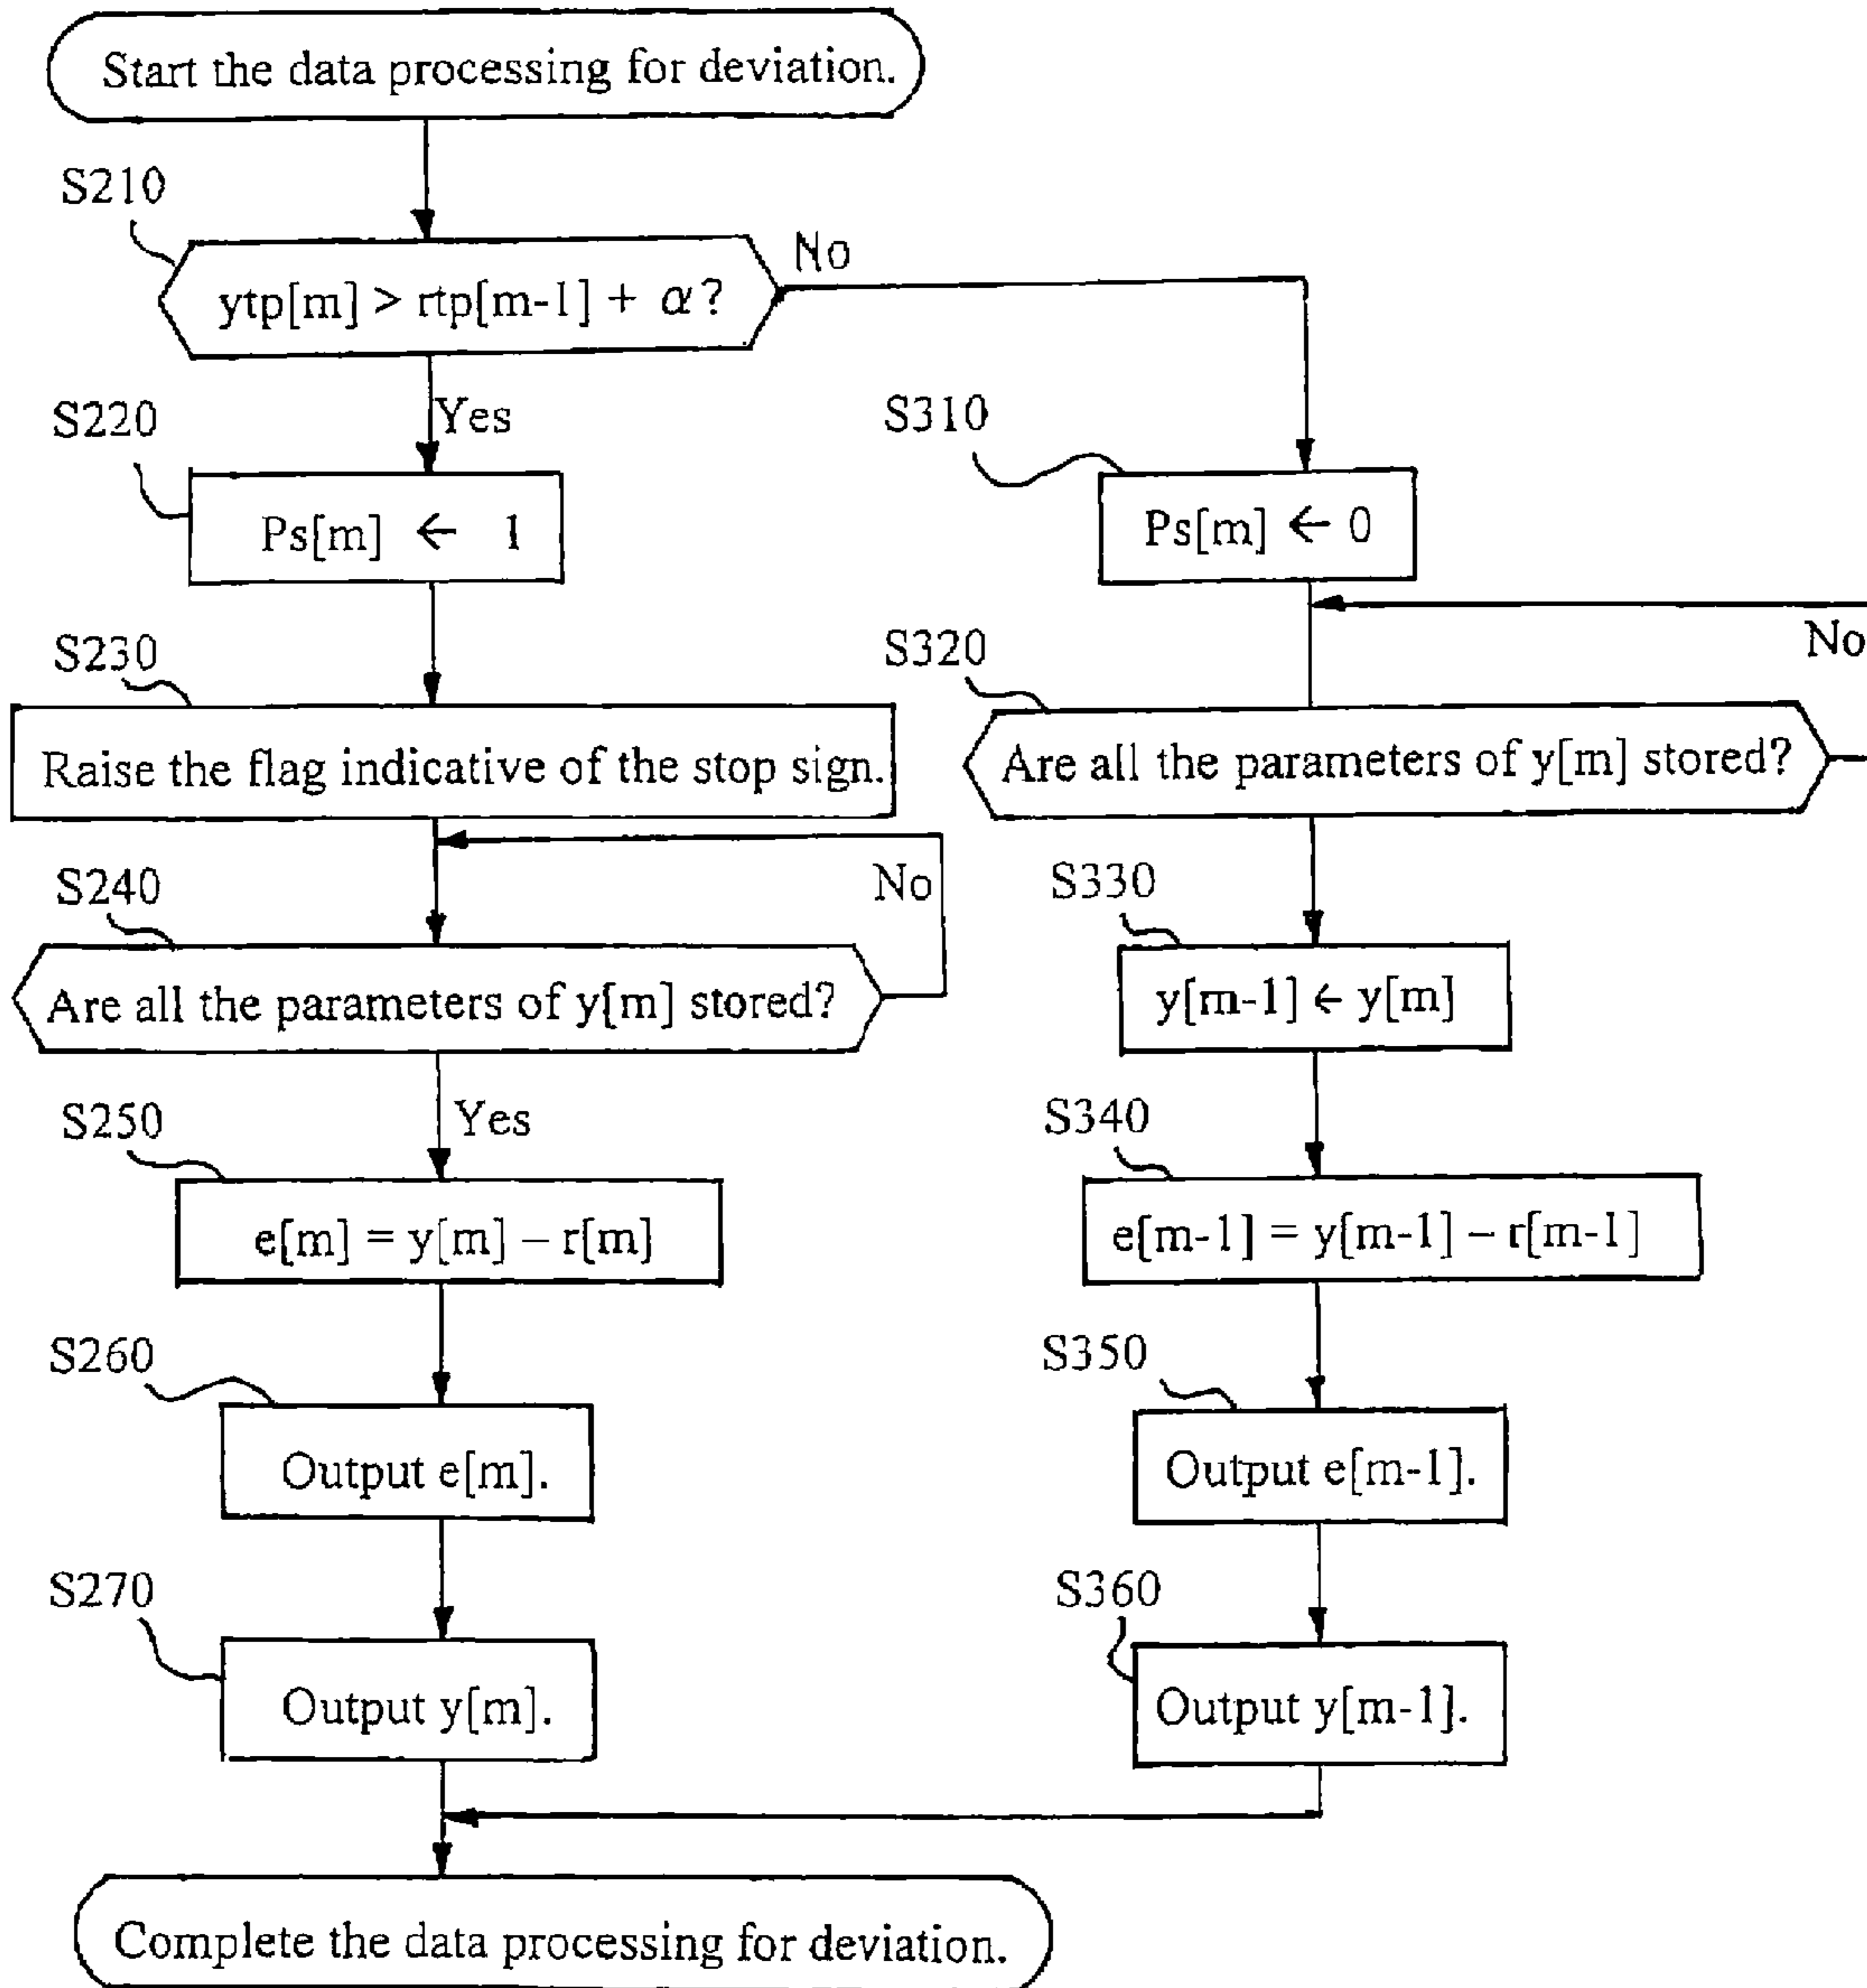 Start the data processing for deviation.
S210
ytp[m] > rtp[m-1] + α?
No
Yes
S220
Ps[m] ← 1
S310
Ps[m] ← 0
S230
Raise the flag indicative of the stop sign.
No
S320
Are all the parameters of y[m] stored?
No
S240
Are all the parameters of y[m] stored?
S330
y[m-1] ← y[m]
Yes
S250
e[m] = y[m] – r[m]
S340
e[m-1] = y[m-1] – r[m-1]
S260
Output e[m].
S350
Output e[m-1].
S270
Output y[m].
S360
Output y[m-1].
Complete the data processing for deviation.